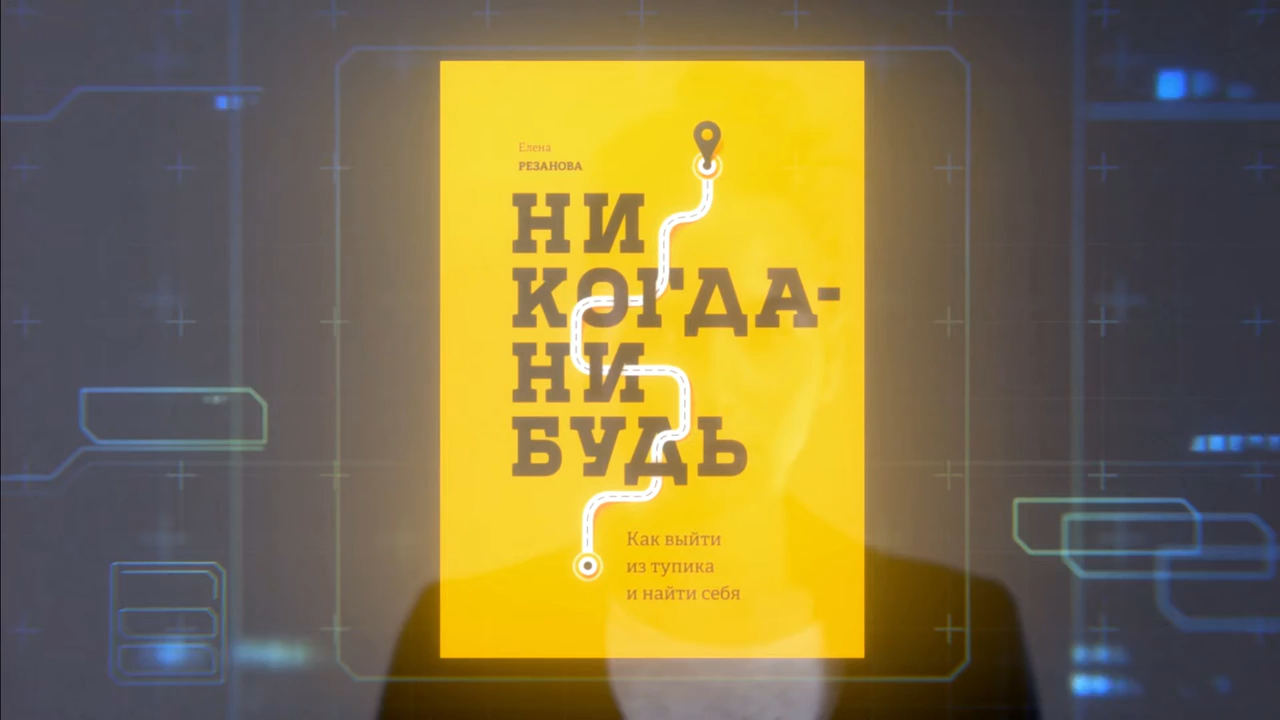 Елена
РЕЗАНОВА
НИ
КОГДА-
НИ
БУДЬ
Как выйти
из тупика
и найти себя